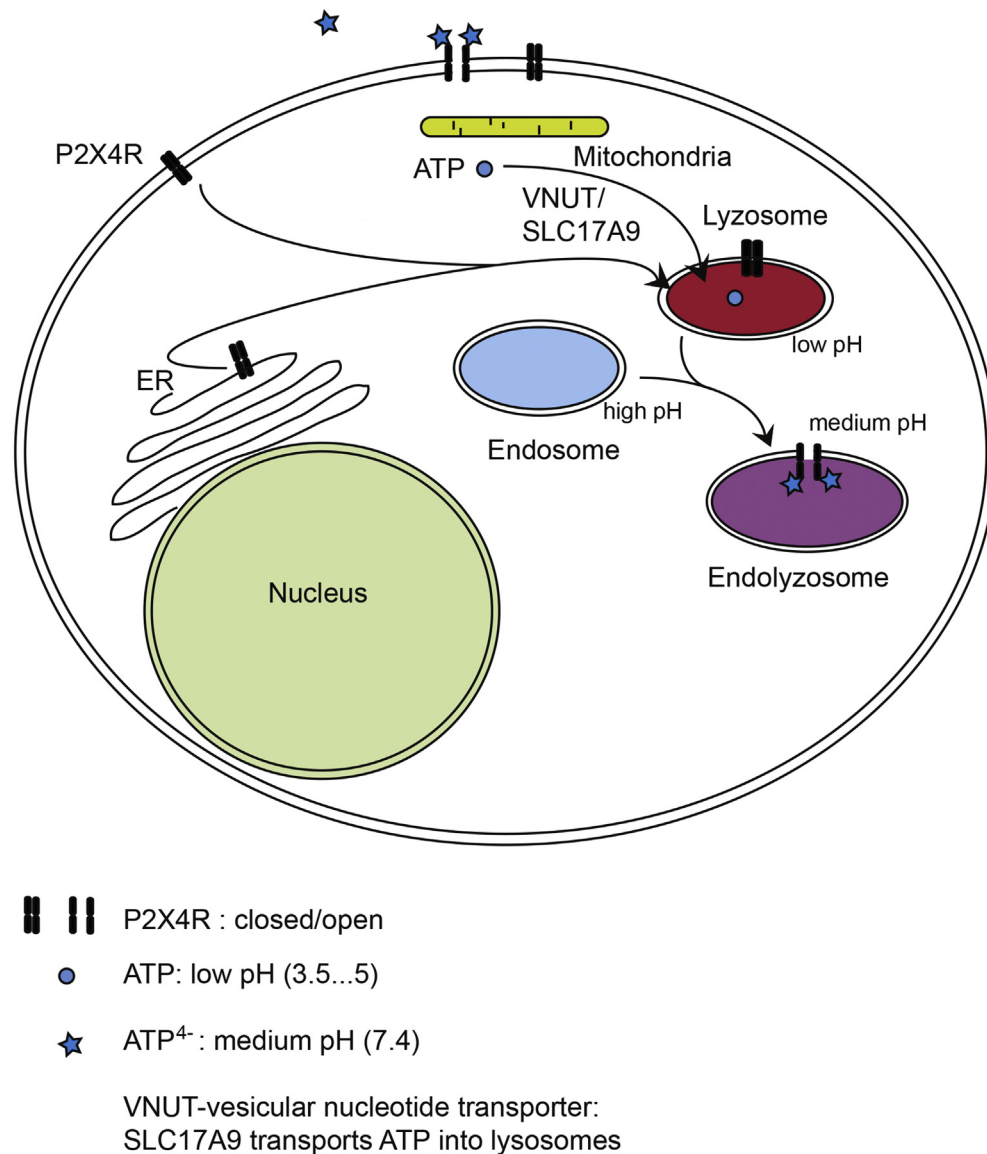 P2X4R
Mitochondria
ATP
VNUT/
SLC17A9
Lyzosome
low pH
ER
high pH
Endosome
medium pH
Endolyzosome
Nucleus
P2X4R : closed/open
ATP: low pH (3.5...5)
ATP⁴⁻ : medium pH (7.4)
VNUT-vesicular nucleotide transporter:
SLC17A9 transports ATP into lysosomes